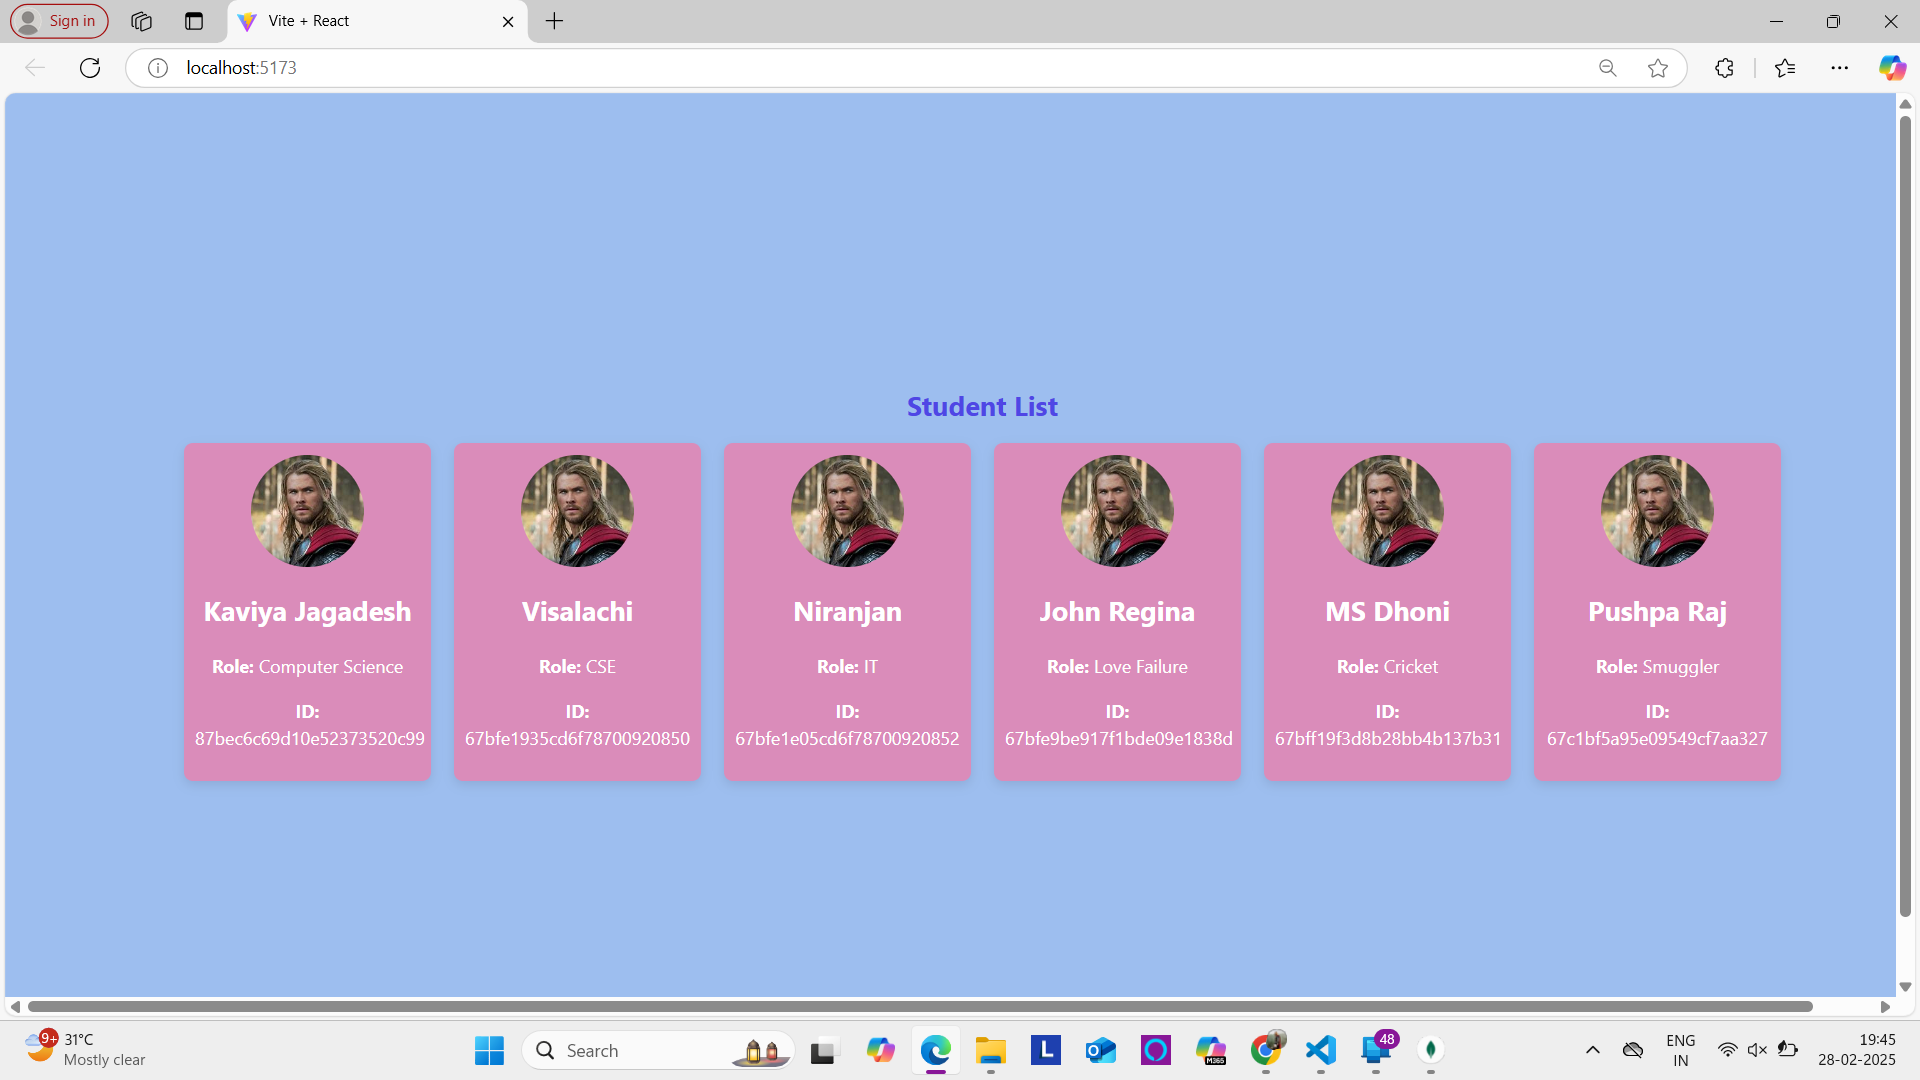 Sign in
Vite + React
localhost:5173
Student List
Kaviya Jagadesh
Role: Computer Science
ID:
87bec6c69d10e52373520c99
Visalachi
Role: CSE
ID:
67bfe1935cd6f78700920850
Niranjan
Role: IT
ID:
67bfe1e05cd6f78700920852
John Regina
Role: Love Failure
ID:
67bfe9be917f1bde09e1838d
MS Dhoni
Role: Cricket
ID:
67bff19f3d8b28bb4b137b31
Pushpa Raj
Role: Smuggler
ID:
67c1bf5a95e09549cf7aa327
9+
31°C
Mostly clear
Search
L
M365
48
ENG
IN
19:45
28-02-2025